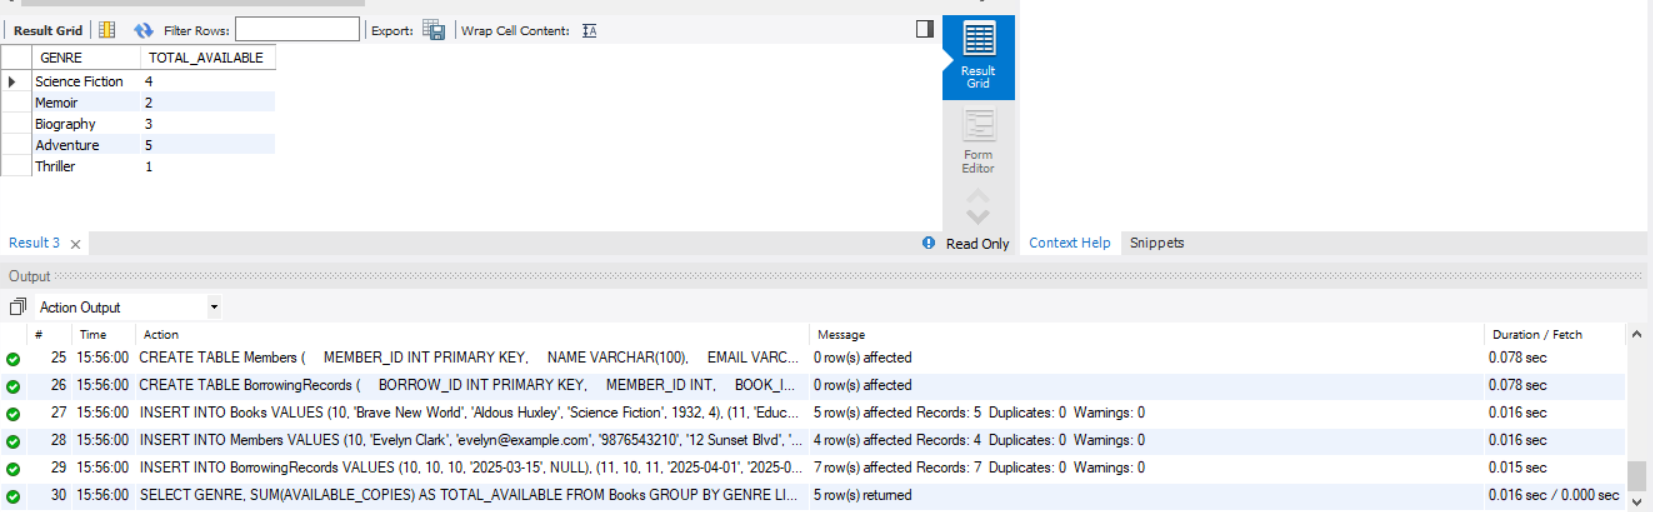 Result Grid Filter Rows: Export: Wrap Cell Content:
GENRE TOTAL_AVAILABLE
Science Fiction 4
Memoir 2
Biography 3
Adventure 5
Thriller 1
Result
Grid
Form
Editor
Result 3 Read Only Context Help Snippets
Output
Action Output
# Time Action Message Duration / Fetch
25 15:56:00 CREATE TABLE Members ( MEMBER_ID INT PRIMARY KEY, NAME VARCHAR(100), EMAIL VARC... 0 row(s) affected 0.078 sec
26 15:56:00 CREATE TABLE BorrowingRecords ( BORROW_ID INT PRIMARY KEY, MEMBER_ID INT, BOOK_I... 0 row(s) affected 0.078 sec
27 15:56:00 INSERT INTO Books VALUES (10, 'Brave New World', 'Aldous Huxley', 'Science Fiction', 1932, 4), (11, 'Educ... 5 row(s) affected Records: 5 Duplicates: 0 Warnings: 0 0.016 sec
28 15:56:00 INSERT INTO Members VALUES (10, 'Evelyn Clark', 'evelyn@example.com', '9876543210', '12 Sunset Blvd', '... 4 row(s) affected Records: 4 Duplicates: 0 Warnings: 0 0.016 sec
29 15:56:00 INSERT INTO BorrowingRecords VALUES (10, 10, 10, '2025-03-15', NULL), (11, 10, 11, '2025-04-01', '2025-0... 7 row(s) affected Records: 7 Duplicates: 0 Warnings: 0 0.015 sec
30 15:56:00 SELECT GENRE, SUM(AVAILABLE_COPIES) AS TOTAL_AVAILABLE FROM Books GROUP BY GENRE LI... 5 row(s) returned 0.016 sec / 0.000 sec